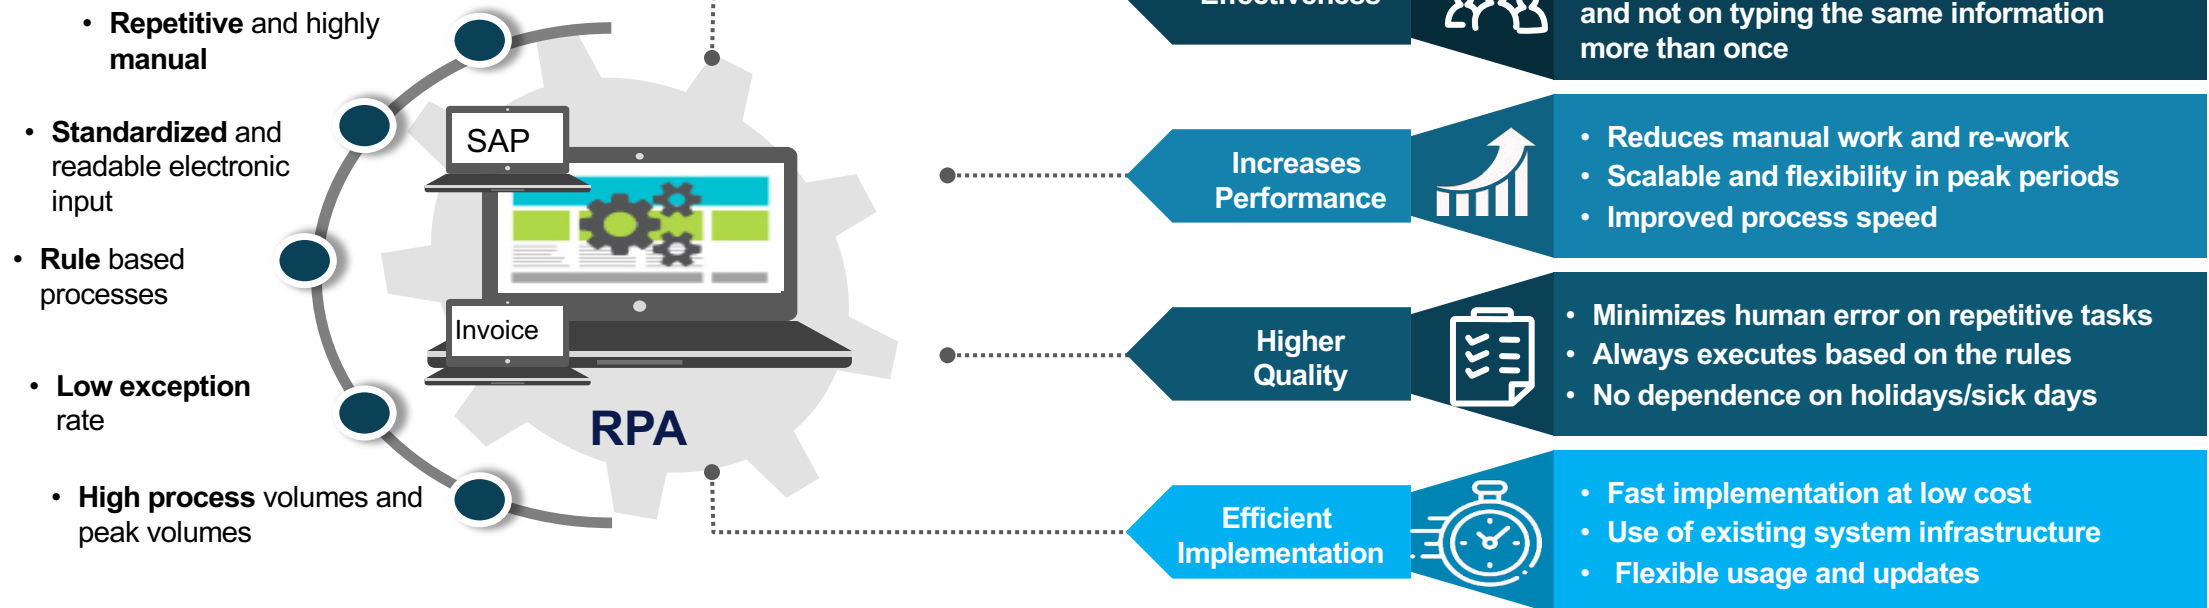 • Repetitive and highly
manual
• Standardized and
readable electronic
input
• Rule based
processes
• Low exception
rate
• High process volumes and
peak volumes
SAP
Invoice
RPA
Effectiveness
and not on typing the same information
more than once
Increases
Performance
• Reduces manual work and re-work
• Scalable and flexibility in peak periods
• Improved process speed
Higher
Quality
• Minimizes human error on repetitive tasks
• Always executes based on the rules
• No dependence on holidays/sick days
Efficient
Implementation
• Fast implementation at low cost
• Use of existing system infrastructure
• Flexible usage and updates